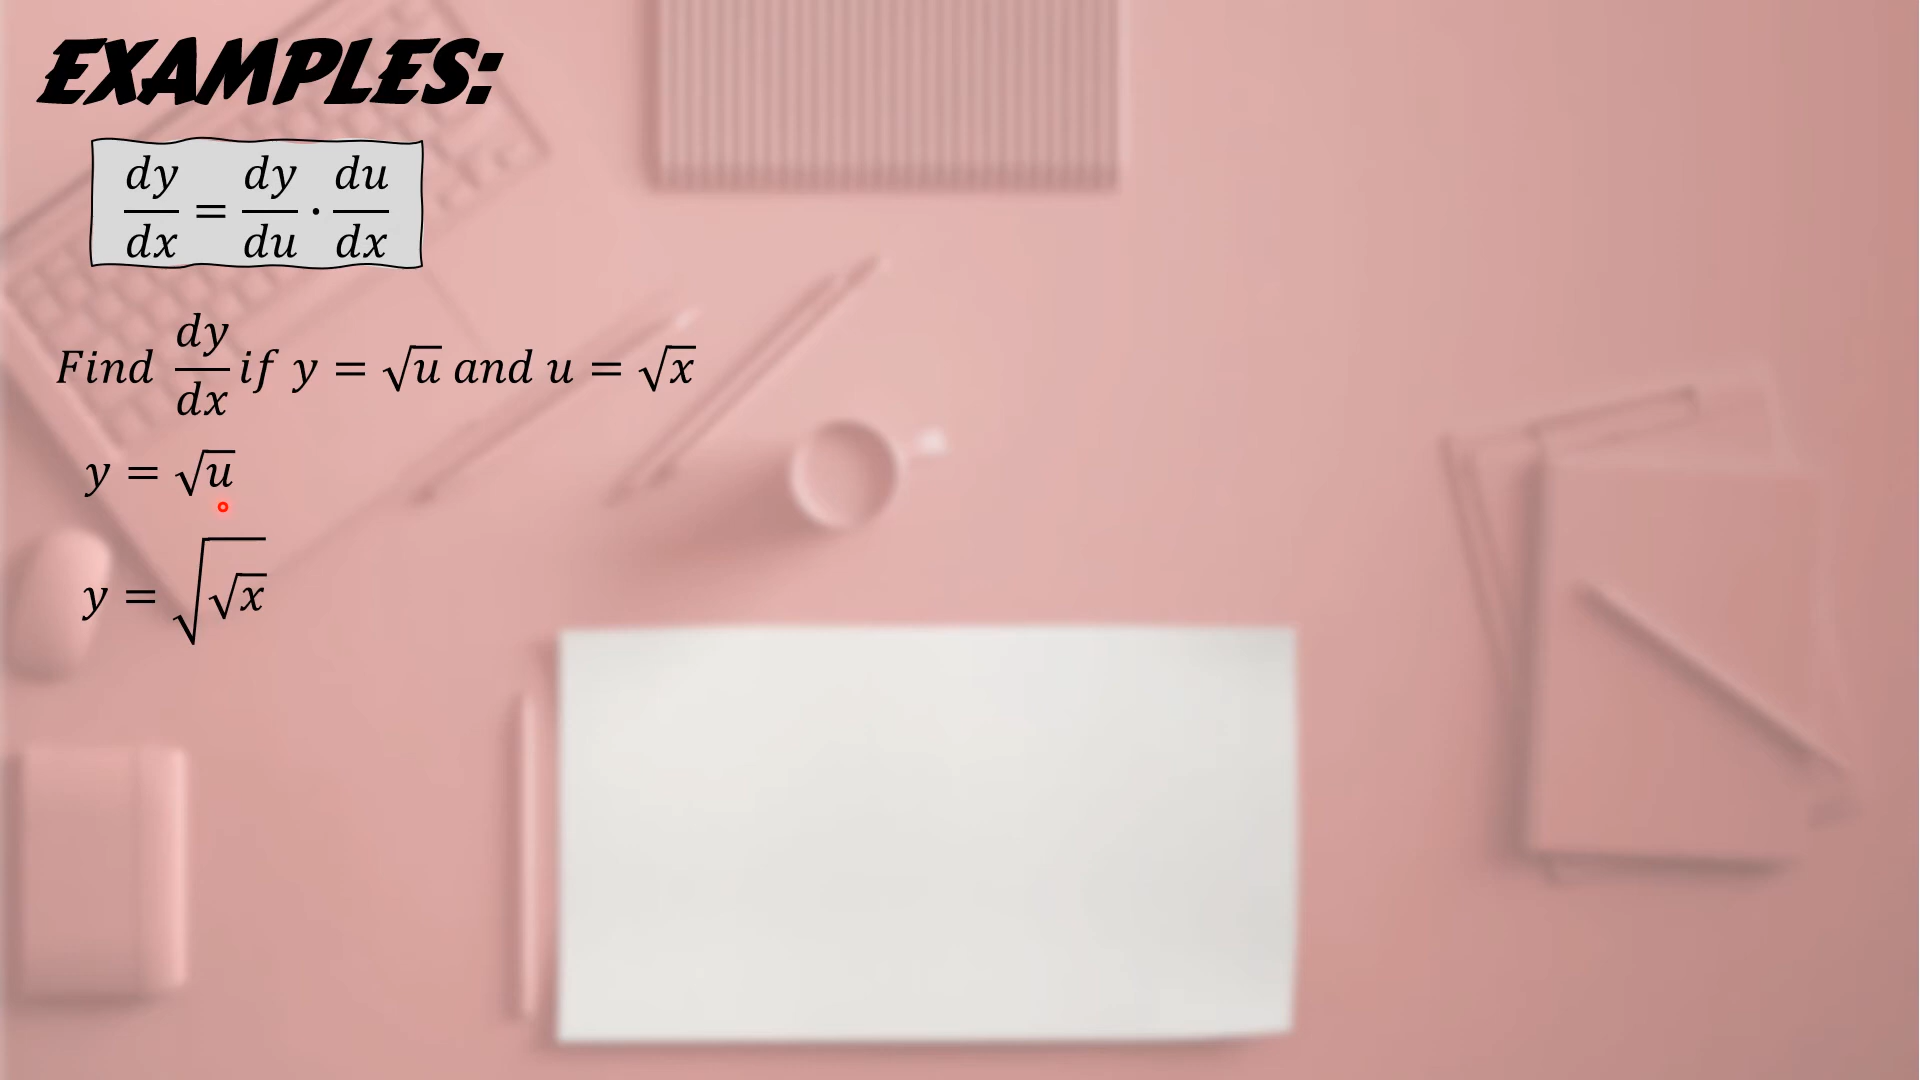 EXAMPLES:
dy/dx = dy/du · du/dx
Find dy/dx if y = √u and u = √x
y = √u
y = √√x